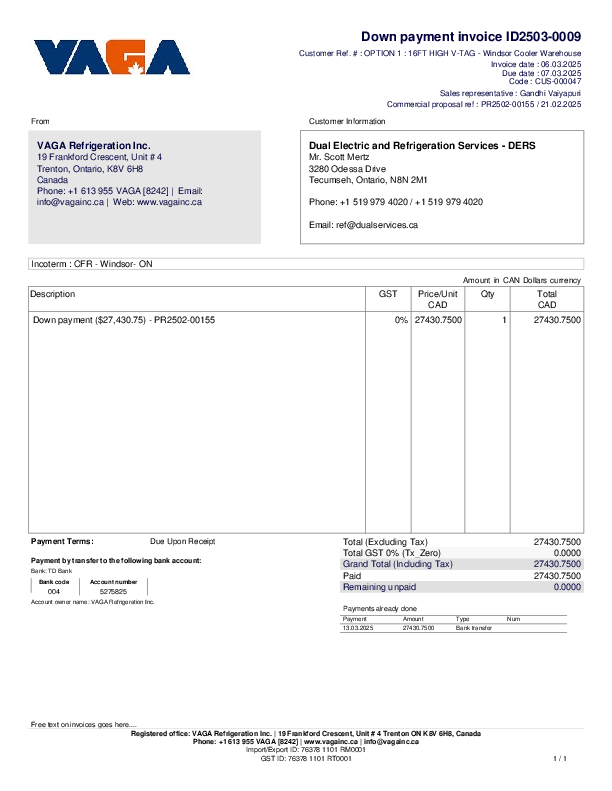 VAGA
Down payment invoice ID2503-0009
Customer Ref. # : OPTION 1 : 16FT HIGH V-TAG - Windsor Cooler Warehouse
Invoice date : 06.03.2025
Due date : 07.03.2025
Code : CUS-000047
Sales representative : Gandhi Vaiyapuri
Commercial proposal ref : PR2502-00155 / 21.02.2025
From
Customer Information
VAGA Refrigeration Inc.
19 Frankford Crescent, Unit # 4
Trenton, Ontario, K8V 6H8
Canada
Phone: +1 613 955 VAGA [8242] | Email:
info@vagainc.ca | Web: www.vagainc.ca
Dual Electric and Refrigeration Services - DERS
Mr. Scott Mertz
3280 Odessa Drive
Tecumseh, Ontario, N8N 2M1
Phone: +1 519 979 4020 / +1 519 979 4020
Email: ref@dualservices.ca
Incoterm : CFR - Windsor- ON
Amount in CAN Dollars currency
Description GST Price/Unit CAD Qty Total CAD
Down payment ($27,430.75) - PR2502-00155 0% 27430.7500 1 27430.7500
Payment Terms: Due Upon Receipt
Payment by transfer to the following bank account:
Bank: TD Bank
Bank code Account number
004 5275825
Account owner name: VAGA Refrigeration Inc.
Total (Excluding Tax) 27430.7500
Total GST 0% (Tx_Zero) 0.0000
Grand Total (Including Tax) 27430.7500
Paid 27430.7500
Remaining unpaid 0.0000
Payments already done
Payment Amount Type Num
13.03.2025 27430.7500 Bank transfer
Free text on invoices goes here....
Registered office: VAGA Refrigeration Inc. | 19 Frankford Crescent, Unit # 4 Trenton ON K8V 6H8, Canada
Phone: +1 613 955 VAGA [8242] | www.vagainc.ca | info@vagainc.ca
Import/Export ID: 76378 1101 RM0001
GST ID: 76378 1101 RT0001
1 / 1